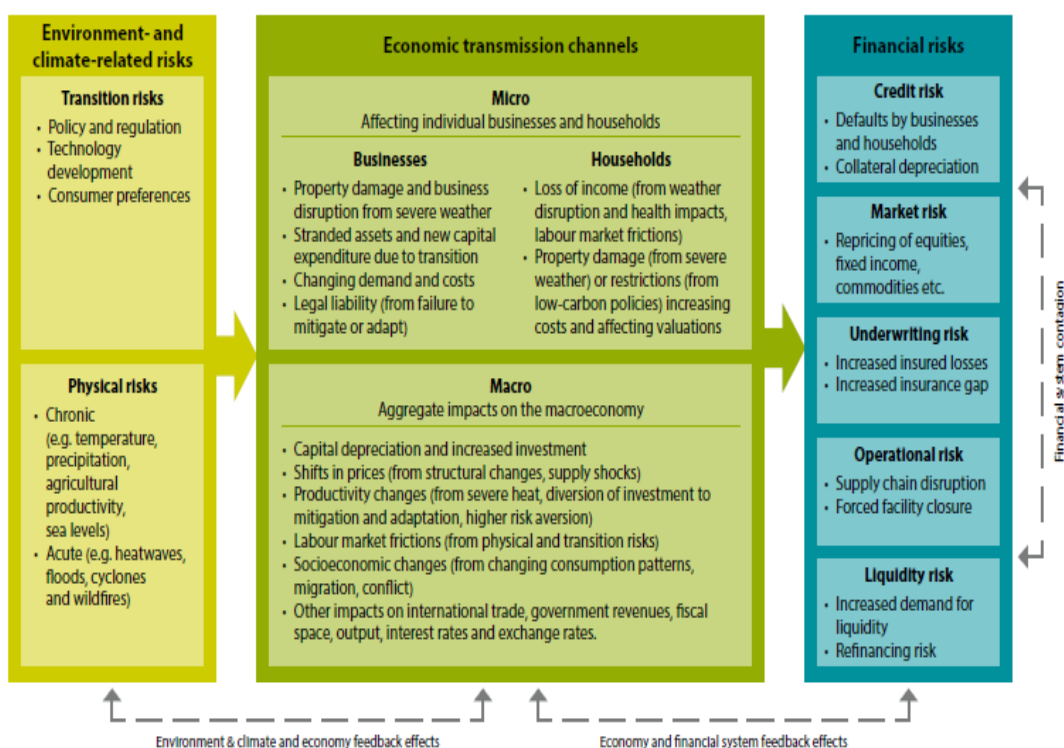 Environment- and
climate-related risks
Transition risks
• Policy and regulation
• Technology
development
• Consumer preferences
Physical risks
• Chronic
(e.g. temperature,
precipitation,
agricultural
productivity,
sea levels)
• Acute (e.g. heatwaves,
floods, cyclones
and wildfires)
Economic transmission channels
Micro
Affecting individual businesses and households
Businesses
• Property damage and business
disruption from severe weather
• Stranded assets and new capital
expenditure due to transition
• Changing demand and costs
• Legal liability (from failure to
mitigate or adapt)
Households
• Loss of income (from weather
disruption and health impacts,
labour market frictions)
• Property damage (from severe
weather) or restrictions (from
low-carbon policies) increasing
costs and affecting valuations
Macro
Aggregate impacts on the macroeconomy
• Capital depreciation and increased investment
• Shifts in prices (from structural changes, supply shocks)
• Productivity changes (from severe heat, diversion of investment to
mitigation and adaptation, higher risk aversion)
• Labour market frictions (from physical and transition risks)
• Socioeconomic changes (from changing consumption patterns,
migration, conflict)
• Other impacts on international trade, government revenues, fiscal
space, output, interest rates and exchange rates.
Financial risks
Credit risk
• Defaults by businesses
and households
• Collateral depreciation
Market risk
• Repricing of equities,
fixed income,
commodities etc.
Underwriting risk
• Increased insured losses
• Increased insurance gap
Operational risk
• Supply chain disruption
• Forced facility closure
Liquidity risk
• Increased demand for
liquidity
• Refinancing risk
Financial system contagion
Environment & climate and economy feedback effects
Economy and financial system feedback effects